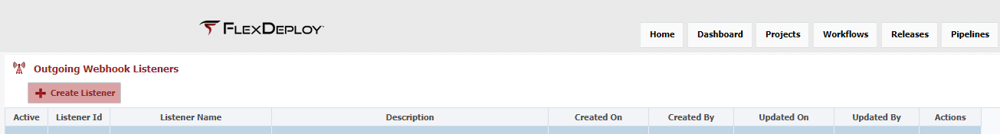 FLEXDEPLOY
Home Dashboard Projects Workflows Releases Pipelines
Outgoing Webhook Listeners
Create Listener
Active Listener Id Listener Name Description Created On Created By Updated On Updated By Actions